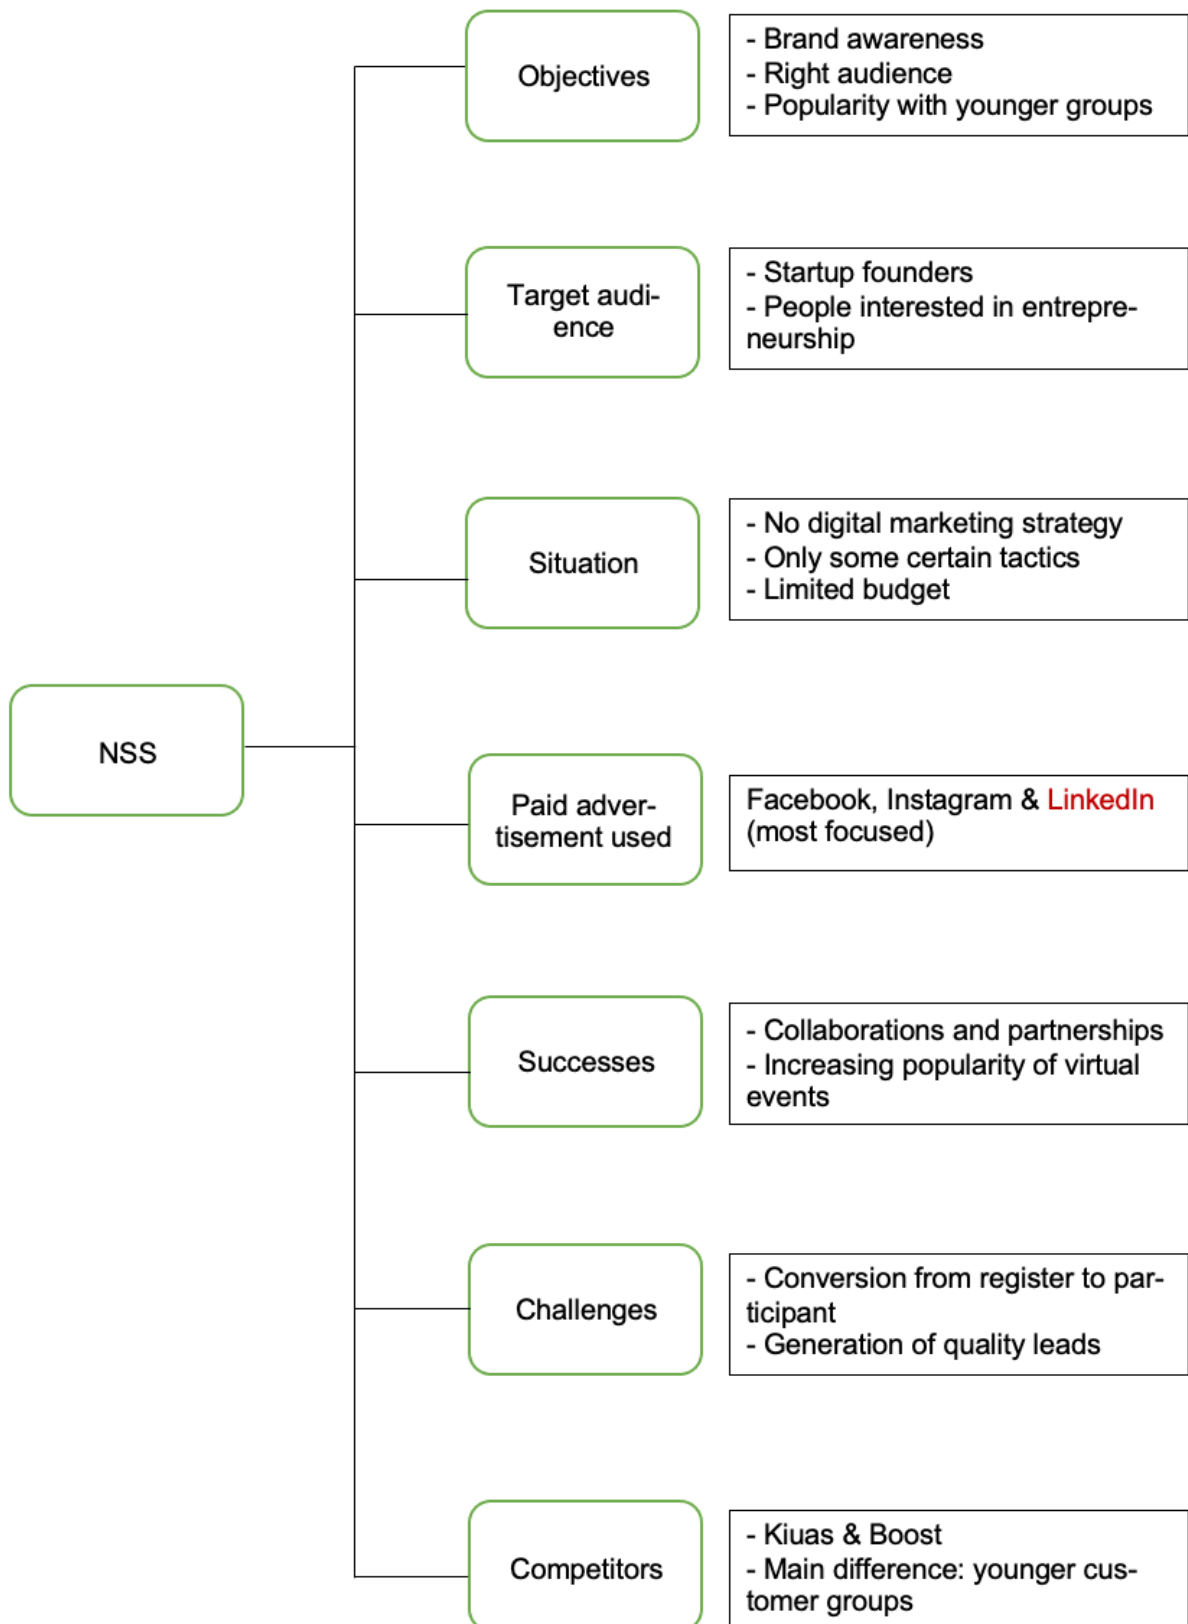 Objectives
- Brand awareness
- Right audience
- Popularity with younger groups
Target audi-
ence
- Startup founders
- People interested in entrepre-
neurship
Situation
- No digital marketing strategy
- Only some certain tactics
- Limited budget
NSS
Paid adver-
tisement used
Facebook, Instagram & LinkedIn
(most focused)
Successes
- Collaborations and partnerships
- Increasing popularity of virtual
events
Challenges
- Conversion from register to par-
ticipant
- Generation of quality leads
Competitors
- Kiuas & Boost
- Main difference: younger cus-
tomer groups